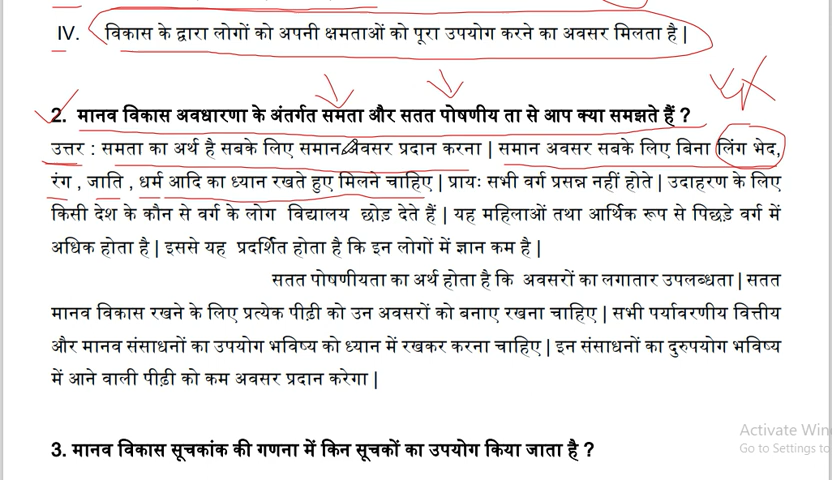 IV. विकास के द्वारा लोगों को अपनी क्षमताओं को पूरा उपयोग करने का अवसर मिलता है |
2. मानव विकास अवधारणा के अंतर्गत समता और सतत पोषणीय ता से आप क्या समझते हैं ?
उत्तर : समता का अर्थ है सबके लिए समान अवसर प्रदान करना | समान अवसर सबके लिए बिना लिंग भेद,
रंग , जाति , धर्म आदि का ध्यान रखते हुए मिलने चाहिए | प्रायः सभी वर्ग प्रसन्न नहीं होते | उदाहरण के लिए
किसी देश के कौन से वर्ग के लोग विद्यालय छोड़ देते हैं | यह महिलाओं तथा आर्थिक रूप से पिछड़े वर्ग में
अधिक होता है | इससे यह प्रदर्शित होता है कि इन लोगों में ज्ञान कम है |
सतत पोषणीयता का अर्थ होता है कि अवसरों का लगातार उपलब्धता | सतत
मानव विकास रखने के लिए प्रत्येक पीढ़ी को उन अवसरों को बनाए रखना चाहिए | सभी पर्यावरणीय वित्तीय
और मानव संसाधनों का उपयोग भविष्य को ध्यान में रखकर करना चाहिए | इन संसाधनों का दुरुपयोग भविष्य
में आने वाली पीढ़ी को कम अवसर प्रदान करेगा |
Activate Win
Go to Settings to
3. मानव विकास सूचकांक की गणना में किन सूचकों का उपयोग किया जाता है ?